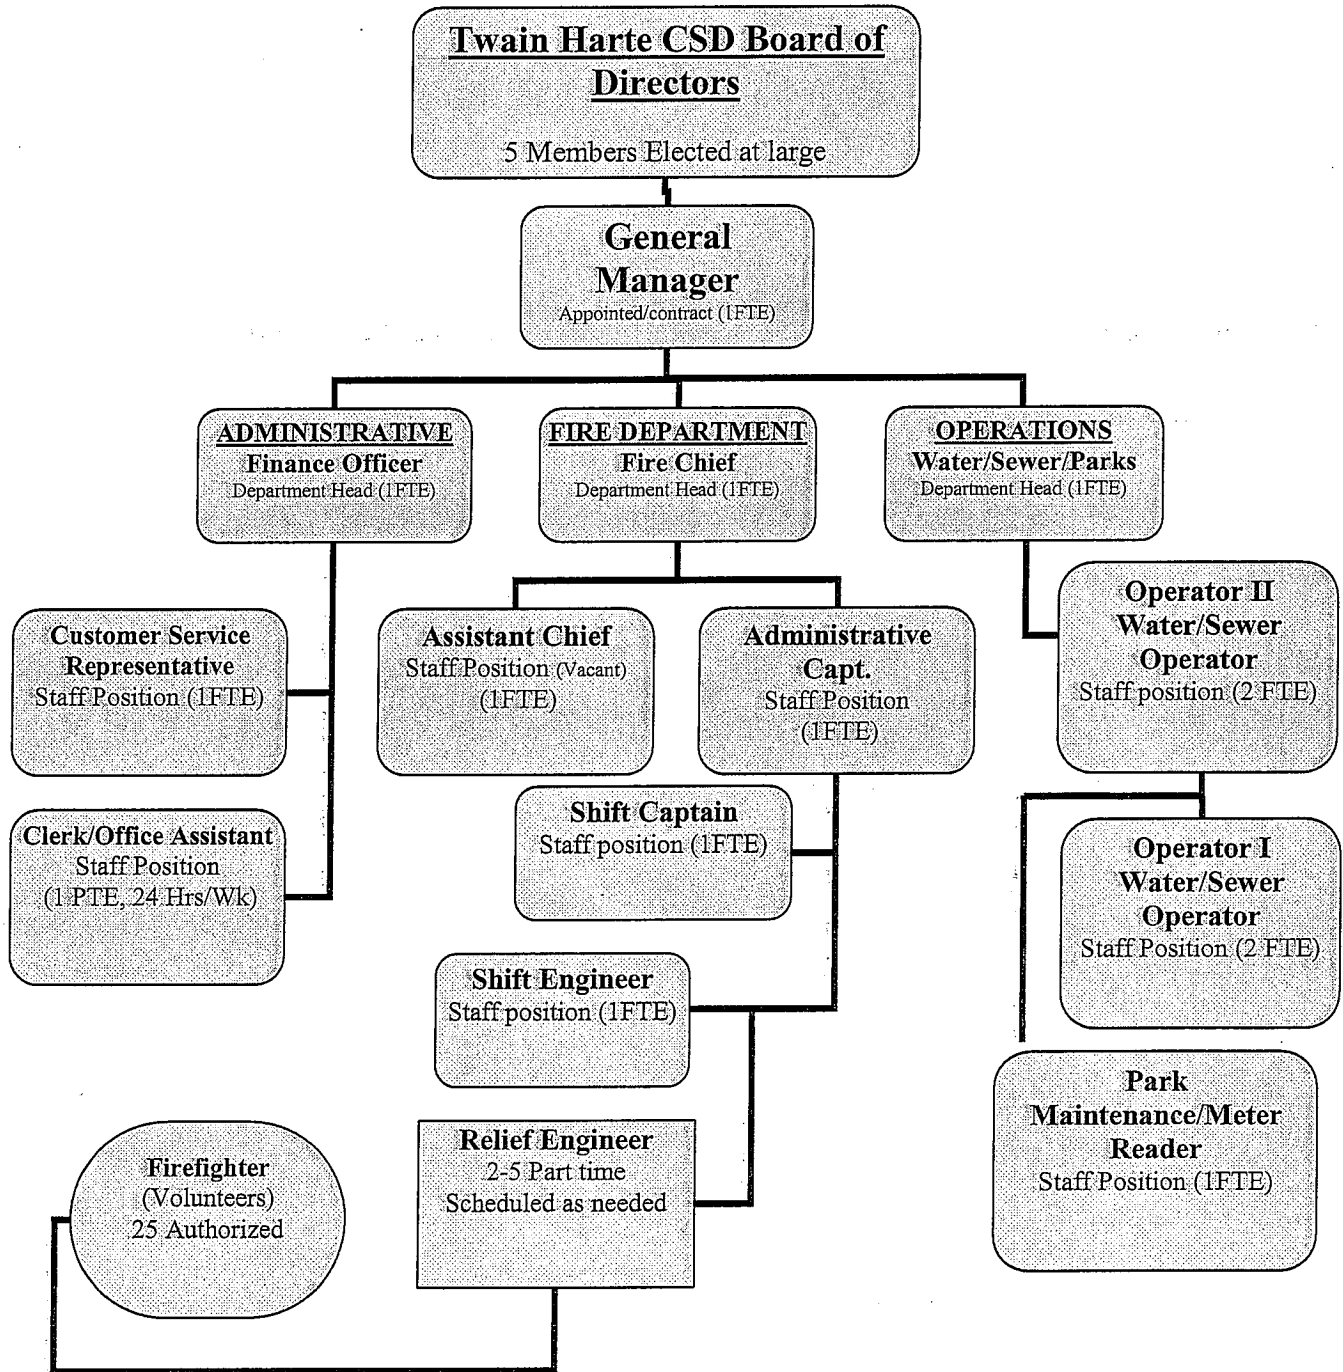 Twain Harte CSD Board of
Directors
5 Members Elected at large
General
Manager
Appointed/contract (1FTE)
ADMINISTRATIVE
Finance Officer
Department Head (1FTE)
FIRE DEPARTMENT
Fire Chief
Department Head (1FTE)
OPERATIONS
Water/Sewer/Parks
Department Head (1FTE)
Customer Service
Representative
Staff Position (1FTE)
Assistant Chief
Staff Position (Vacant)
(1FTE)
Administrative
Capt.
Staff Position
(1FTE)
Operator II
Water/Sewer
Operator
Staff position (2 FTE)
Clerk/Office Assistant
Staff Position
(1 PTE, 24 Hrs/Wk)
Shift Captain
Staff position (1FTE)
Operator I
Water/Sewer
Operator
Staff Position (2 FTE)
Shift Engineer
Staff position (1FTE)
Park
Maintenance/Meter
Reader
Staff Position (1FTE)
Firefighter
(Volunteers)
25 Authorized
Relief Engineer
2-5 Part time
Scheduled as needed